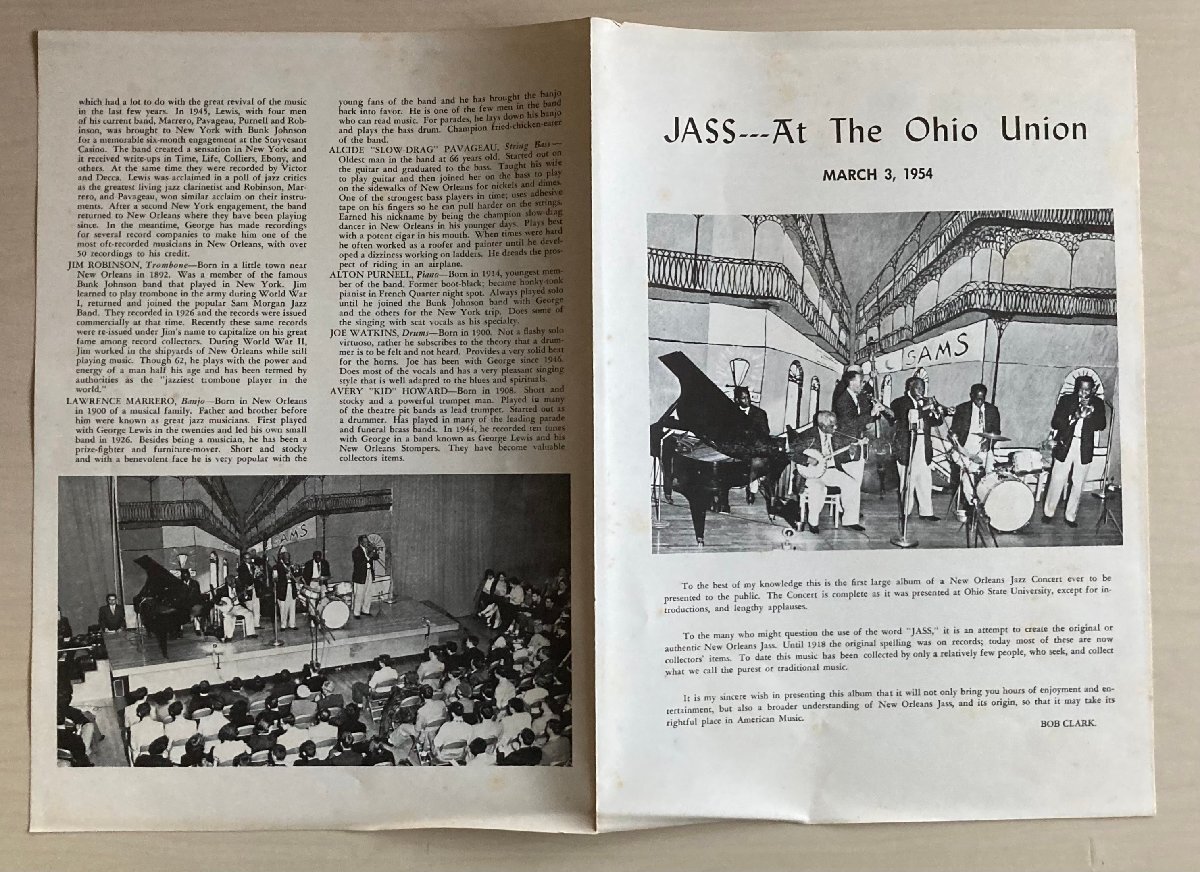 which had a lot to do with the great revival of the music
in the last few years. In 1945, Lewis, with four men
of his current band, Marrero, Pavageau, Purnell and Rob-
inson, was brought to New York with Bunk Johnson
for a memorable six-month engagement at the Stuyvesant
Casino. The band created a sensation in New York and
it received write-ups in Time, Life, Colliers, Ebony, and
others. At the same time they were recorded by Victor
and Decca. Lewis was acclaimed in a poll of jazz critics
as the greatest living jazz clarinetist and Robinson, Mar-
rero, and Pavageau, won similar acclaim on their instru-
ments. After a second New York engagement, the band
returned to New Orleans where they have been playing
since. In the meantime, George has made recordings
for several record companies to make him one of the
most oft-recorded musicians in New Orleans, with over
50 recordings to his credit.
JIM ROBINSON, Trombone—Born in a little town near
New Orleans in 1892. Was a member of the famous
Bunk Johnson band that played in New York. Jim
learned to play trombone in the army during World War
I, returned and joined the popular Sam Morgan Jazz
Band. They recorded in 1926 and the records were issued
commercially at that time. Recently these same records
were re-issued under Jim's name to capitalize on his great
fame among record collectors. During World War II,
Jim worked in the shipyards of New Orleans while still
playing music. Though 62, he plays with the power and
energy of a man half his age and has been termed by
authorities as the "jazziest trombone player in the
world."
LAWRENCE MARRERO, Banjo—Born in New Orleans
in 1900 of a musical family. Father and brother before
him were known as great jazz musicians. First played
with George Lewis in the twenties and led his own small
band in 1926. Besides being a musician, he has been a
prize-fighter and furniture-mover. Short and stocky
and with a benevolent face he is very popular with the
young fans of the band and he has brought the banjo
back into favor. He is one of the few men in the band
who can read music. For parades, he lays down his banjo
and plays the bass drum. Champion fried-chicken-eater
of the band.
ALCIDE "SLOW DRAG" PAVAGEAU, String Bass—
Oldest man in the band at 66 years old. Started out on
the guitar and graduated to the bass. Taught his wife
to play guitar and then joined her on the bass to play
on the sidewalks of New Orleans for nickels and dimes.
One of the strongest bass players in time; uses adhesive
tape on his fingers so he can pull harder on the strings.
Earned his nickname by being the champion slow-drag
dancer in New Orleans in his younger days. Plays best
with a potent cigar in his mouth. When times were hard
he often worked as a roofer and painter until he devel-
oped a dizziness working on ladders. He dreads the pros-
pect of riding in an airplane.
ALTON PURNELL, Piano—Born in 1914, youngest mem-
ber of the band. Former boot-black; became honky-tonk
pianist in French Quarter night spot. Always played solo
until he joined the Bunk Johnson band with George
and the others for the New York trip. Does some of
the singing with scat vocals as his specialty.
JOE WATKINS, Drums—Born in 1900. Not a flashy solo
virtuoso, rather he subscribes to the theory that a drum-
mer is to be felt and not heard. Provides a very solid beat
for the horns. Joe has been with George since 1946.
Does most of the vocals and has a very pleasant singing
style that is well adapted to the blues and spirituals.
AVERY "KID" HOWARD—Born in 1908. Short and
stocky and a powerful trumpet man. Played in many
of the theatre pit bands as lead trumpet. Started out as
a drummer. Has played in many of the leading parade
and funeral brass bands. In 1944, he recorded ten tunes
with George in a band known as George Lewis and his
New Orleans Stompers. They have become valuable
collectors items.
SAMS
JASS---At The Ohio Union
MARCH 3, 1954
SAMS
To the best of my knowledge this is the first large album of a New Orleans Jazz Concert ever to be
presented to the public. The Concert is complete as it was presented at Ohio State University, except for in-
troductions, and lengthy applauses.
To the many who might question the use of the word "JASS," it is an attempt to create the original or
authentic New Orleans Jass. Until 1918 the original spelling was on records; today most of these are now
collectors' items. To date this music has been collected by only a relatively few people, who seek, and collect
what we call the purest or traditional music.
It is my sincere wish in presenting this album that it will not only bring you hours of enjoyment and en-
tertainment, but also a broader understanding of New Orleans Jass, and its origin, so that it may take its
rightful place in American Music.
BOB CLARK.